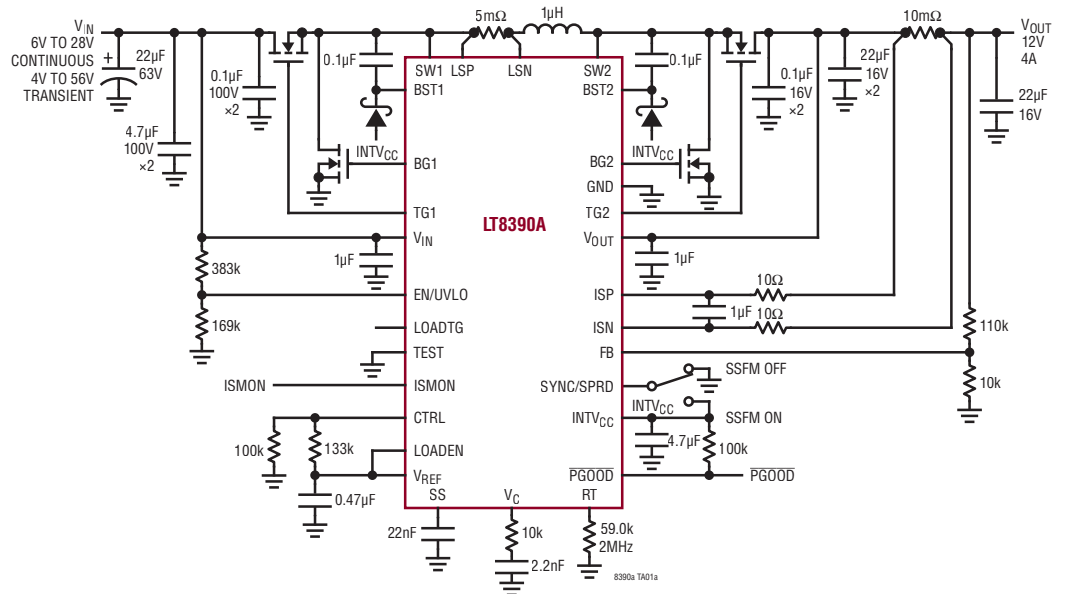 VIN
6V TO 28V
CONTINUOUS
4V TO 56V
TRANSIENT
+
22µF
63V
4.7µF
100V
×2
0.1µF
100V
×2
0.1µF
5mΩ
1µH
SW1 LSP LSN SW2
0.1µF
10mΩ
VOUT
12V
4A
0.1µF
16V
×2
22µF
16V
×2
22µF
16V
BST1
BST2
INTVCC
INTVCC
BG1
BG2
GND
TG1
TG2
LT8390A
VIN
VOUT
1µF
1µF
383k
EN/UVLO
ISP
10Ω
1µF
10Ω
169k
LOADTG
ISN
110k
TEST
FB
10k
ISMON
ISMON
SYNC/SPRD
SSFM OFF
INTVCC
SSFM ON
CTRL
INTVCC
100k
133k
4.7µF
100k
LOADEN
VREF
PGOOD
PGOOD
0.47µF
SS
VC
RT
22nF
10k
59.0k
2MHz
2.2nF
8390a TA01a